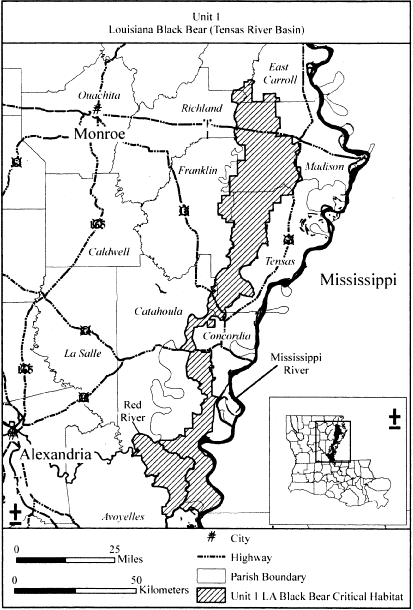 Unit 1
Louisiana Black Bear (Tensas River Basin)
East
Carroll
Ouachita
Richland
Monroe
Madison
Franklin
Caldwell
Tensas
Mississippi
Catahoula
Concordia
La Salle
Mississippi
River
Red
River
Alexandria
Avoyelles
0 25
Miles
0 50
Kilometers
City
Highway
Parish Boundary
Unit 1 LA Black Bear Critical Habitat